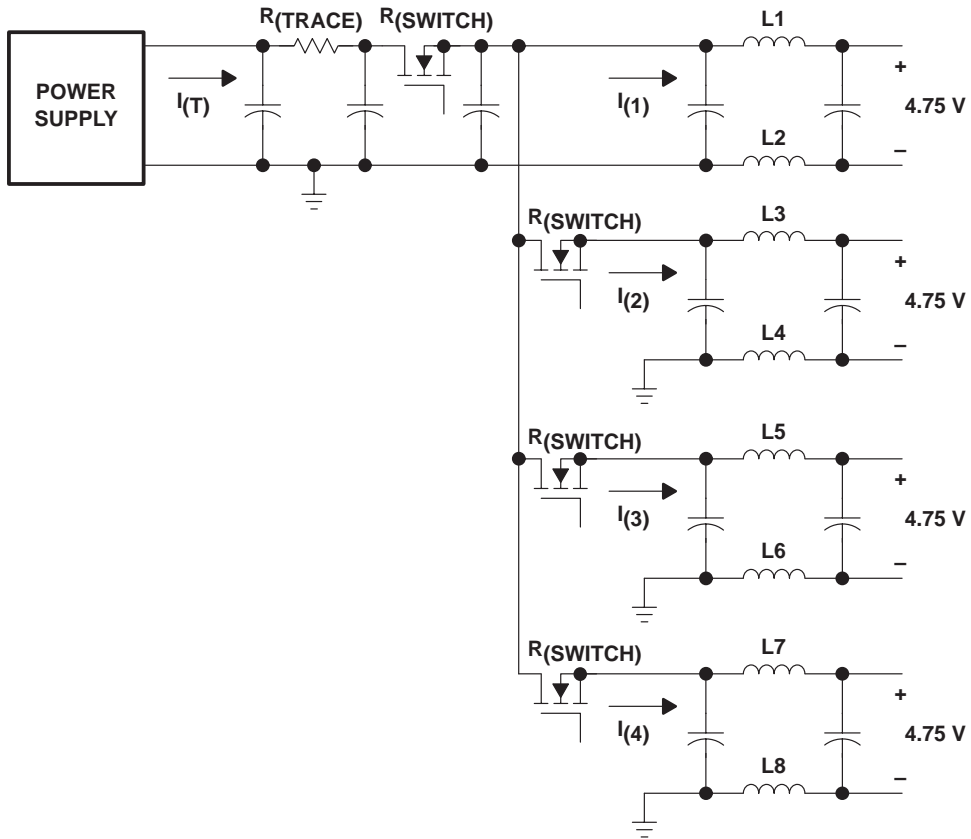 R(TRACE) R(SWITCH) L1
POWER
SUPPLY
I(T) I(1)
+
4.75 V
–
L2
R(SWITCH) L3
I(2)
+
4.75 V
–
L4
R(SWITCH) L5
I(3)
+
4.75 V
–
L6
R(SWITCH) L7
I(4)
+
4.75 V
–
L8